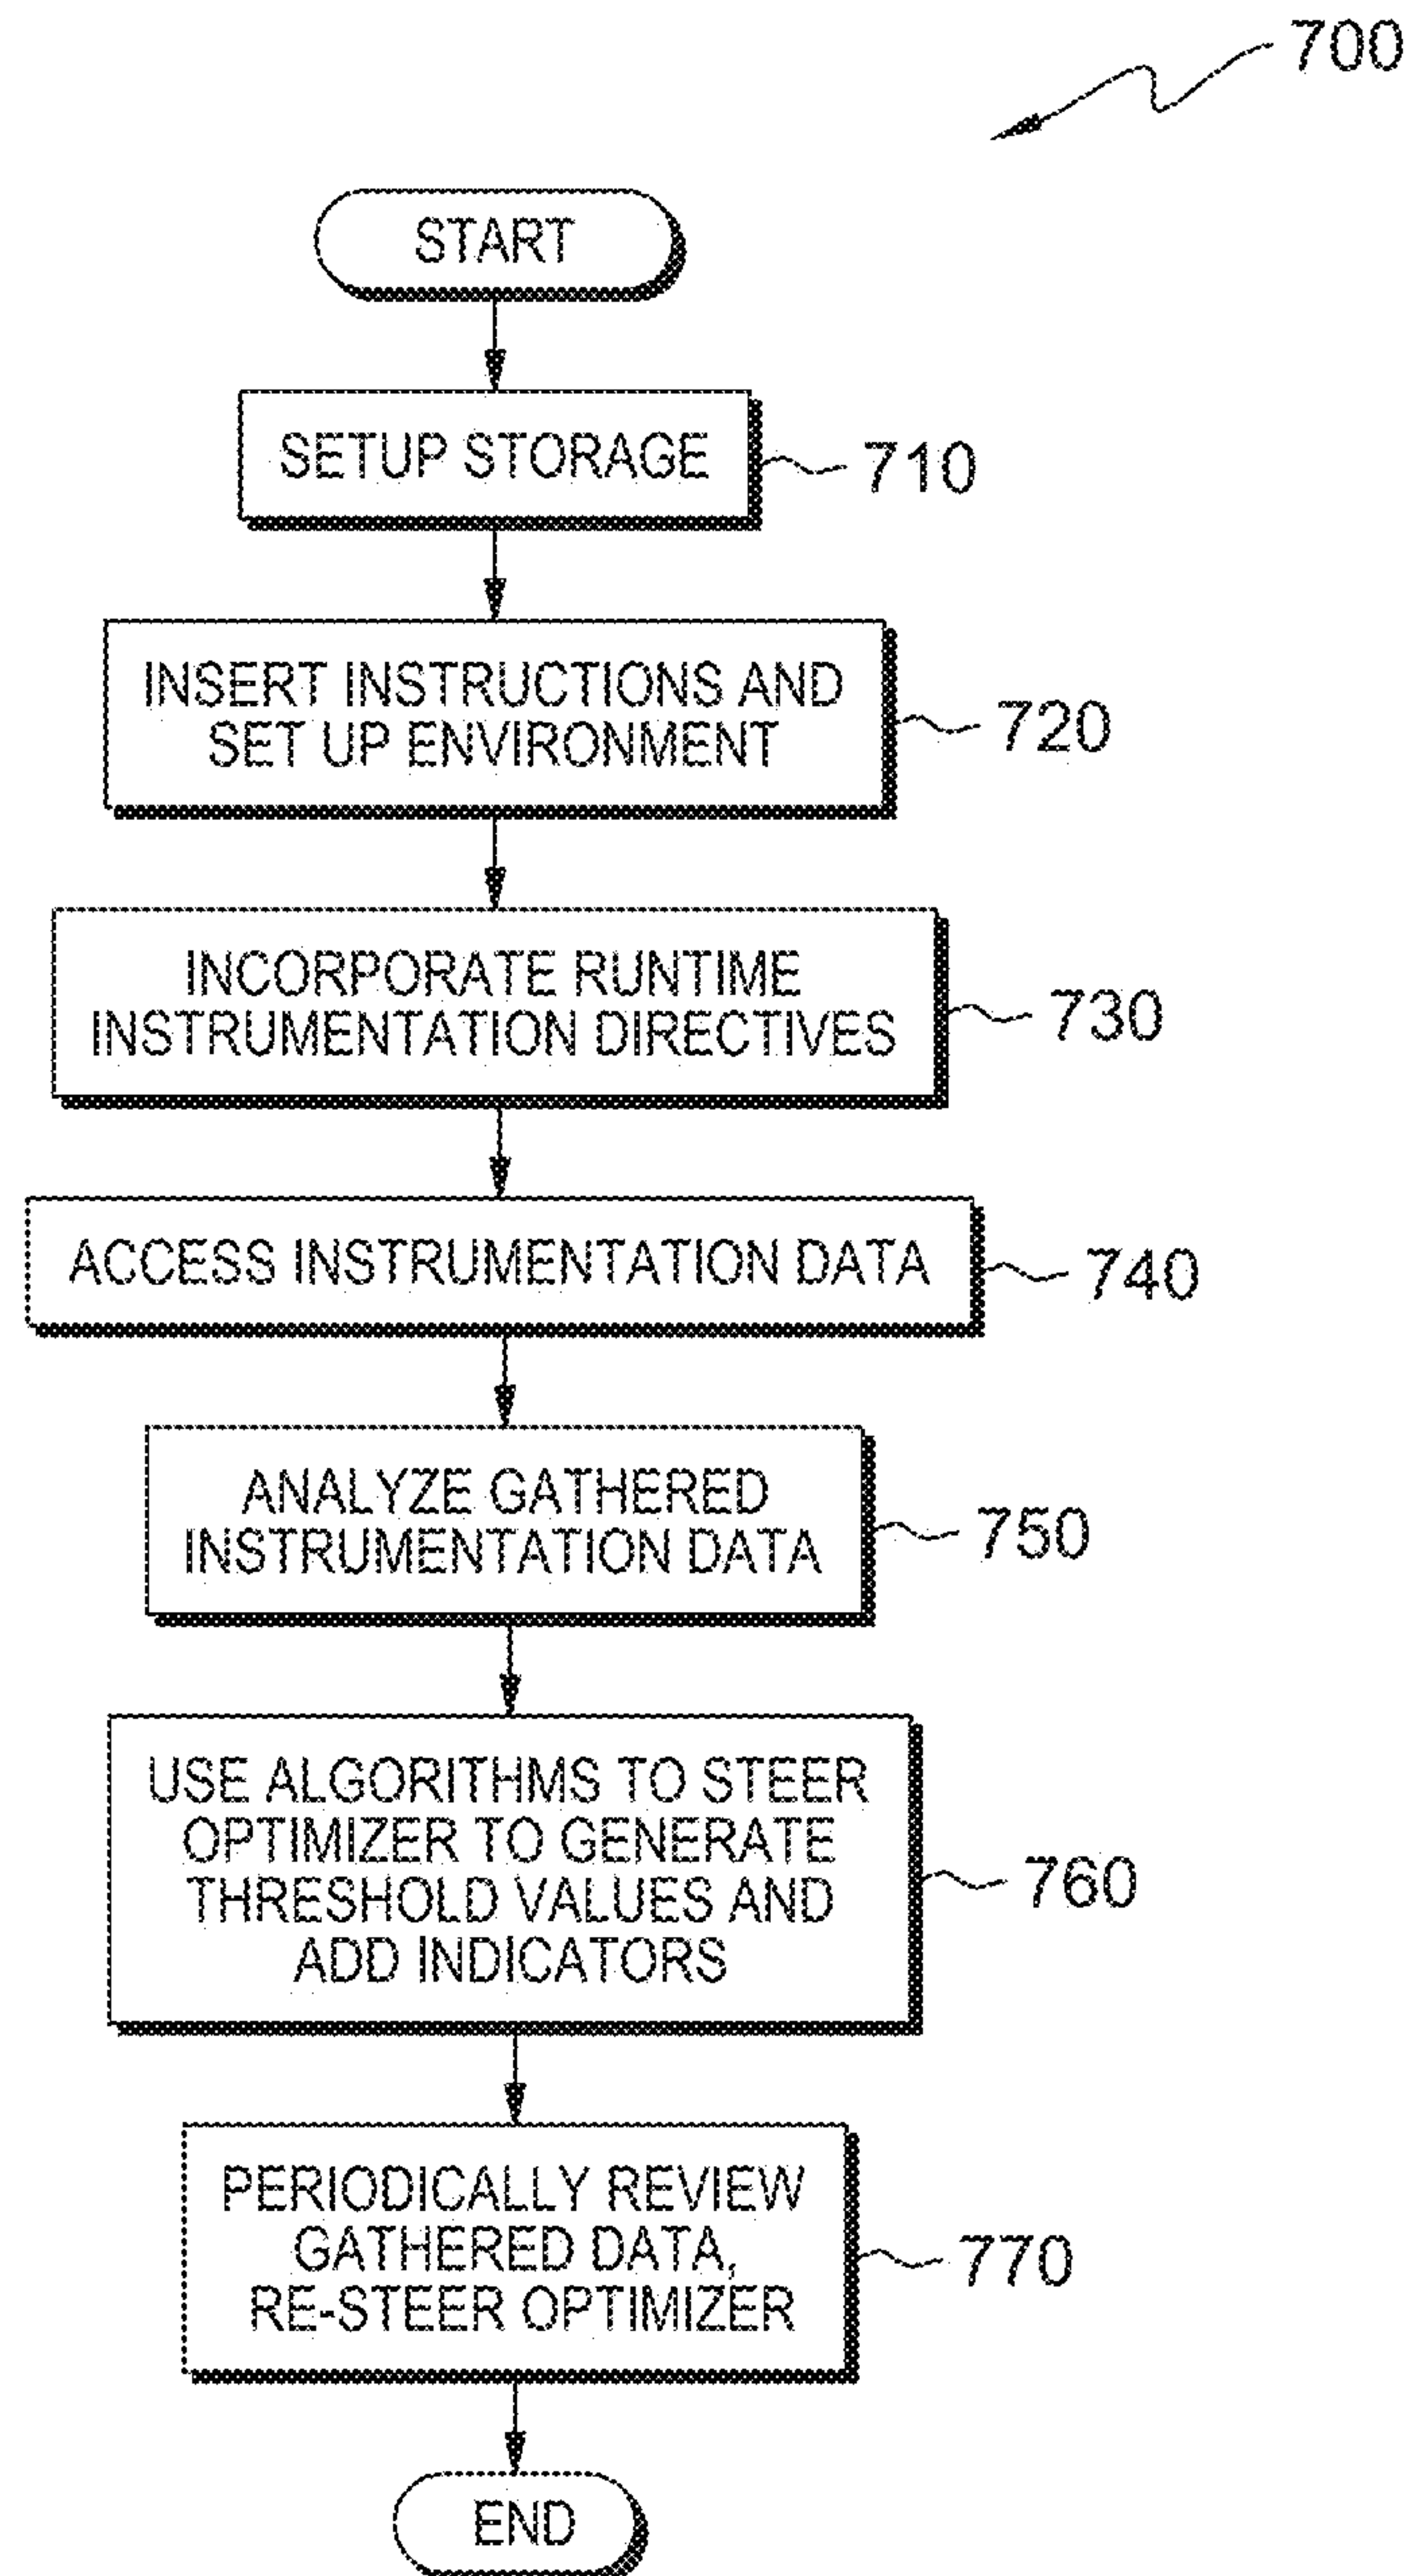 700
START
SETUP STORAGE
710
INSERT INSTRUCTIONS AND
SET UP ENVIRONMENT
720
INCORPORATE RUNTIME
INSTRUMENTATION DIRECTIVES
730
ACCESS INSTRUMENTATION DATA
740
ANALYZE GATHERED
INSTRUMENTATION DATA
750
USE ALGORITHMS TO STEER
OPTIMIZER TO GENERATE
THRESHOLD VALUES AND
ADD INDICATORS
760
PERIODICALLY REVIEW
GATHERED DATA,
RE-STEER OPTIMIZER
770
END